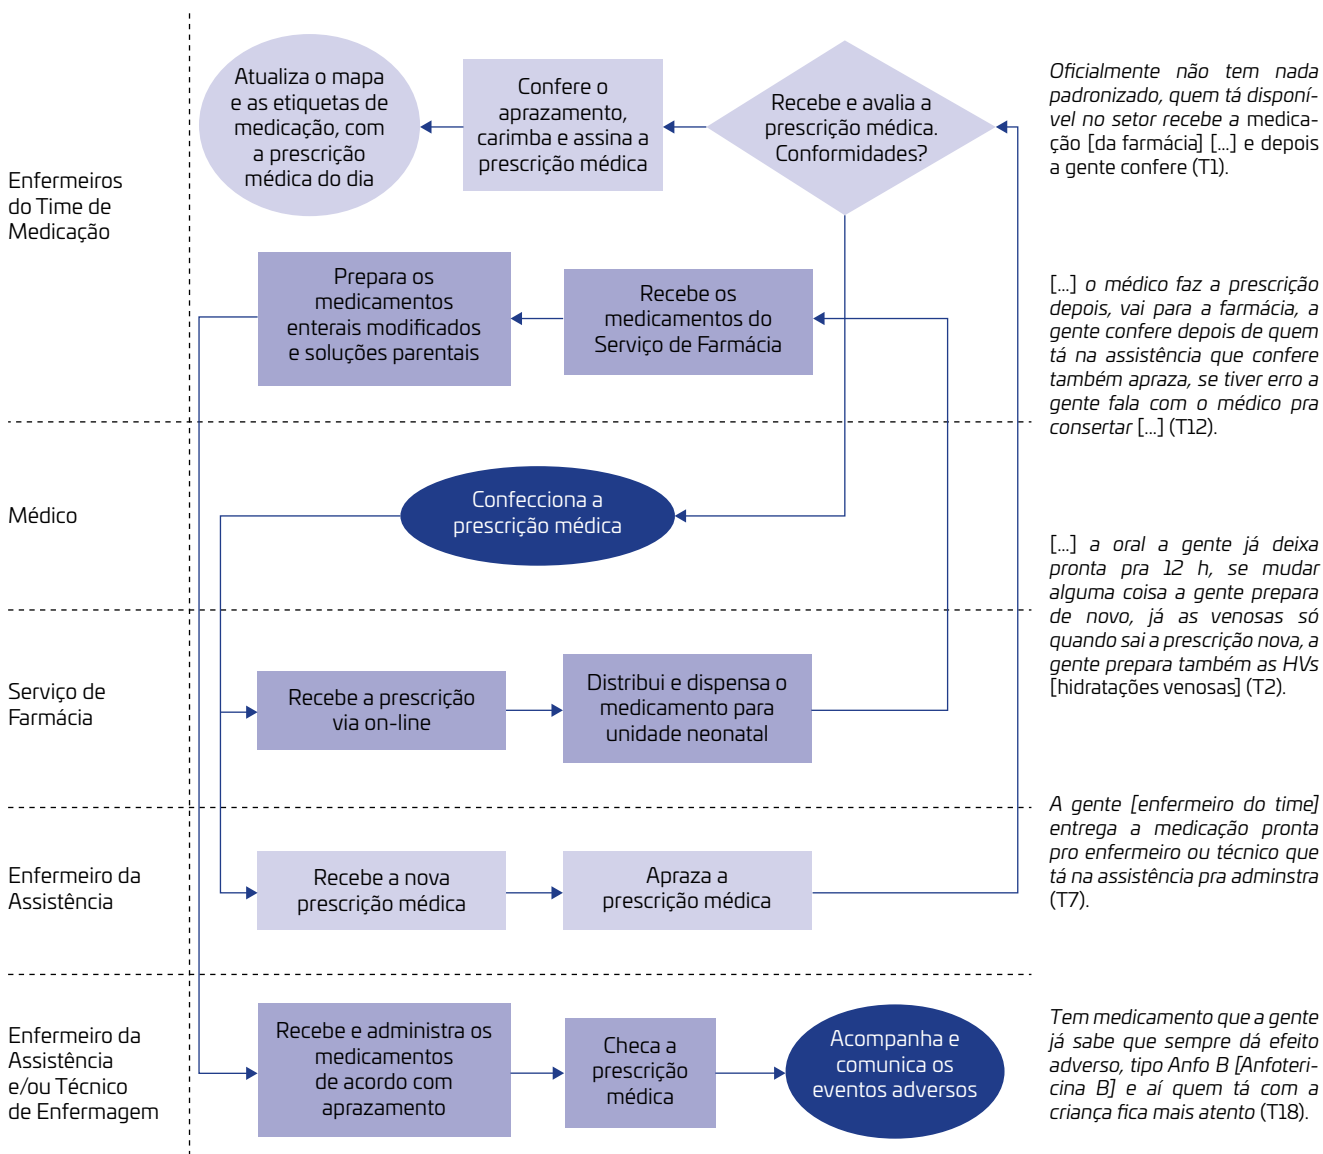 Enfermeiros
do Time de
Medicação
Atualiza o mapa
e as etiquetas de
medicação, com
a prescrição
médica do dia
Confere o
aprazamento,
carimba e assina a
prescrição médica
Recebe e avalia a
prescrição médica.
Conformidades?
Prepara os
medicamentos
enterais modificados
e soluções parentais
Recebe os
medicamentos do
Serviço de Farmácia
Médico
Confecciona a
prescrição médica
Serviço de
Farmácia
Recebe a prescrição
via on-line
Distribui e dispensa o
medicamento para
unidade neonatal
Enfermeiro da
Assistência
Recebe a nova
prescrição médica
Apraza a
prescrição médica
Enfermeiro da
Assistência
e/ou Técnico
de Enfermagem
Recebe e administra os
medicamentos
de acordo com
aprazamento
Checa a
prescrição
médica
Acompanha e
comunica os
eventos adversos
Oficialmente não tem nada
padronizado, quem tá disponí-
vel no setor recebe a medica-
ção [da farmácia] [...] e depois
a gente confere (T1).
[...] o médico faz a prescrição
depois, vai para a farmácia, a
gente confere depois de quem
tá na assistência que confere
também apraza, se tiver erro a
gente fala com o médico pra
consertar [...] (T12).
[...] a oral a gente já deixa
pronta pra 12 h, se mudar
alguma coisa a gente prepara
de novo, já as venosas só
quando sai a prescrição nova, a
gente prepara também as HVs
[hidratações venosas] (T2).
A gente [enfermeiro do time]
entrega a medicação pronta
pro enfermeiro ou técnico que
tá na assistência pra adminstra
(T7).
Tem medicamento que a gente
já sabe que sempre dá efeito
adverso, tipo Anfo B [Anfoteri-
cina B] e aí quem tá com a
criança fica mais atento (T18).